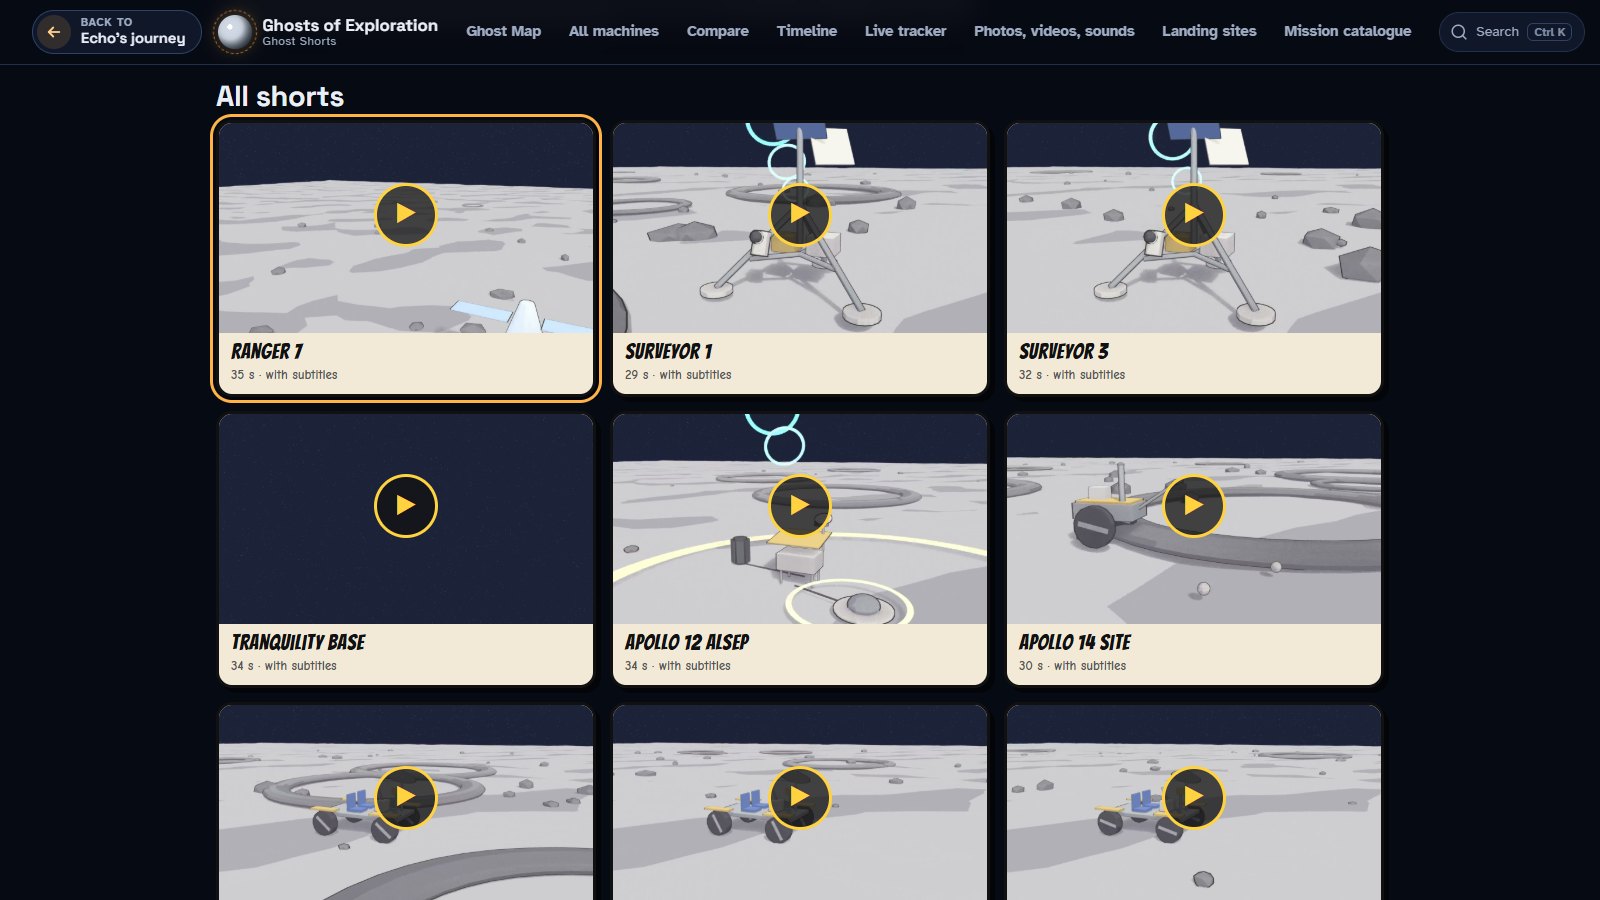 BACK TO
Echo's journey
Ghosts of Exploration
Ghost Shorts
Ghost Map
All machines
Compare
Timeline
Live tracker
Photos, videos, sounds
Landing sites
Mission catalogue
Search
Ctrl K
All shorts
RANGER 7
35 s · with subtitles
SURVEYOR 1
29 s · with subtitles
SURVEYOR 3
32 s · with subtitles
TRANQUILITY BASE
34 s · with subtitles
APOLLO 12 ALSEP
34 s · with subtitles
APOLLO 14 SITE
30 s · with subtitles